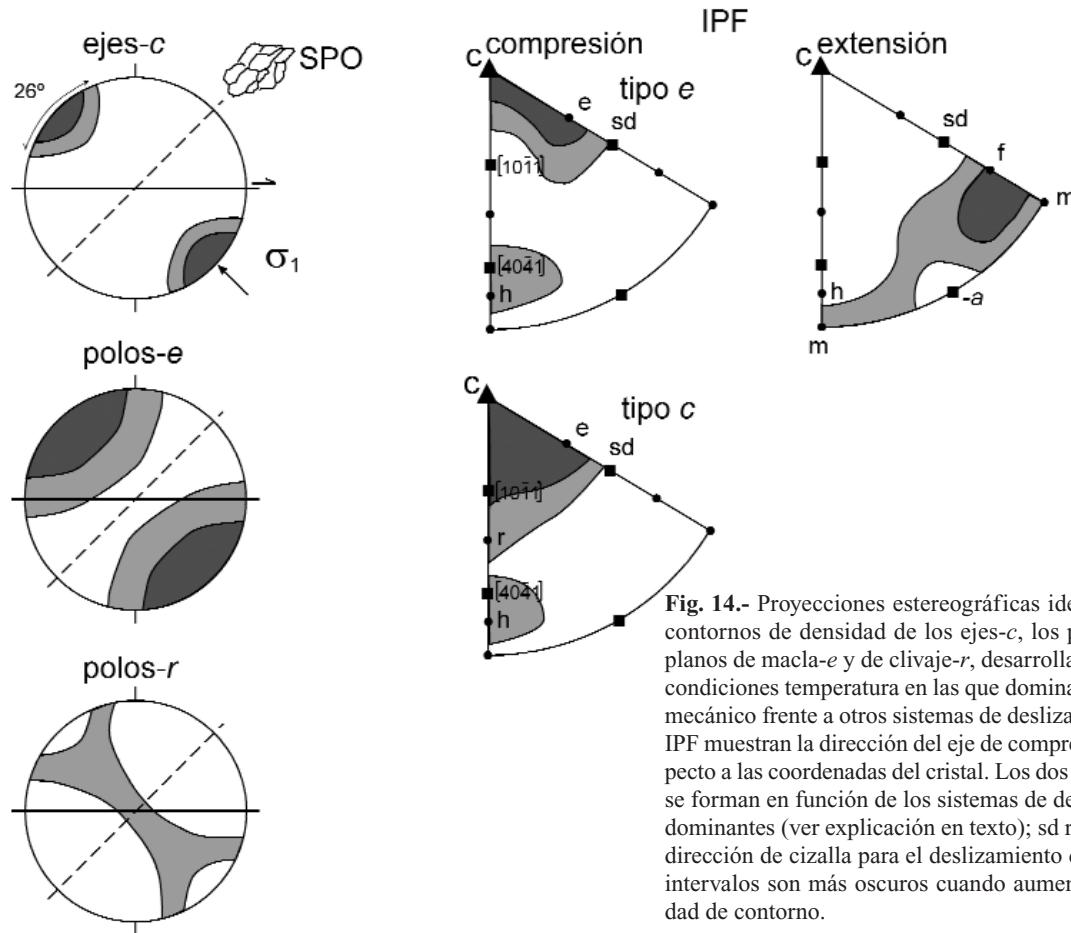 IPF
ejes-c
SPO
26º
σ1
polos-e
polos-r
compresión
c
tipo e
e
sd
[101̄1]
[404̄1]
h
extensión
c
sd
f
m
h
-a
m
c
tipo c
e
sd
[101̄1]
r
[404̄1]
h
Fig. 14.- Proyecciones estereográficas ide
contornos de densidad de los ejes-c, los p
planos de macla-e y de clivaje-r, desarrolla
condiciones temperatura en las que domina
mecánico frente a otros sistemas de desliza
IPF muestran la dirección del eje de compre
pecto a las coordenadas del cristal. Los dos
se forman en función de los sistemas de de
dominantes (ver explicación en texto); sd r
dirección de cizalla para el deslizamiento
intervalos son más oscuros cuando aumen
dad de contorno.